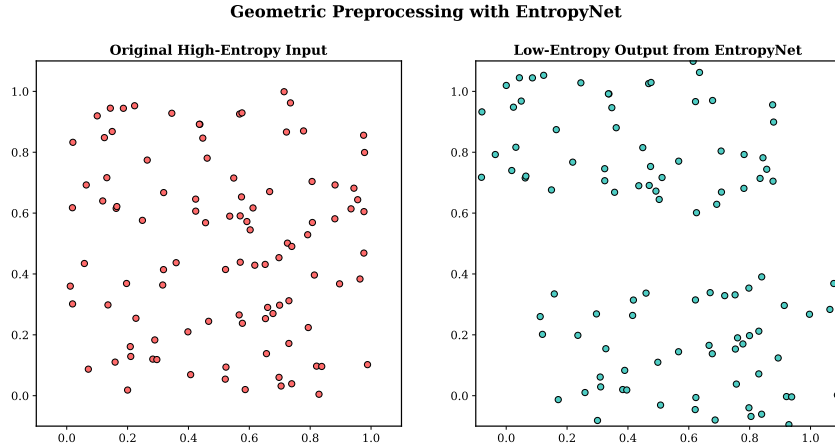 Geometric Preprocessing with EntropyNet
Original High-Entropy Input
Low-Entropy Output from EntropyNet
1.0
0.8
0.6
0.4
0.2
0.0
0.0 0.2 0.4 0.6 0.8 1.0
1.0
0.8
0.6
0.4
0.2
0.0
0.0 0.2 0.4 0.6 0.8 1.0